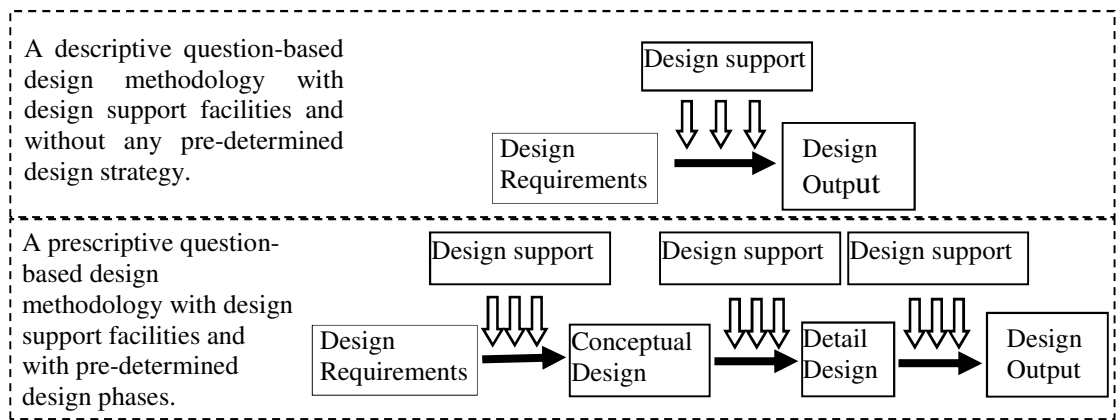 A descriptive question-based
design methodology with
design support facilities and
without any pre-determined
design strategy.
Design support
Design
Requirements
Design
Output
A prescriptive question-
based design
methodology with design
support facilities and
with pre-determined
design phases.
Design support
Design support
Design support
Design
Requirements
Conceptual
Design
Detail
Design
Design
Output